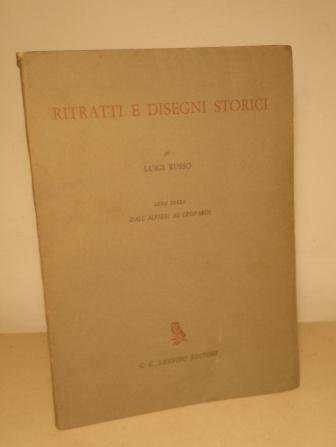 RITRATTI E DISEGNI STORICI
DI
LUIGI RUSSO
SERIE TERZA
DALL'ALFIERI AL LEOPARDI
G. C. SANSONI EDITORE